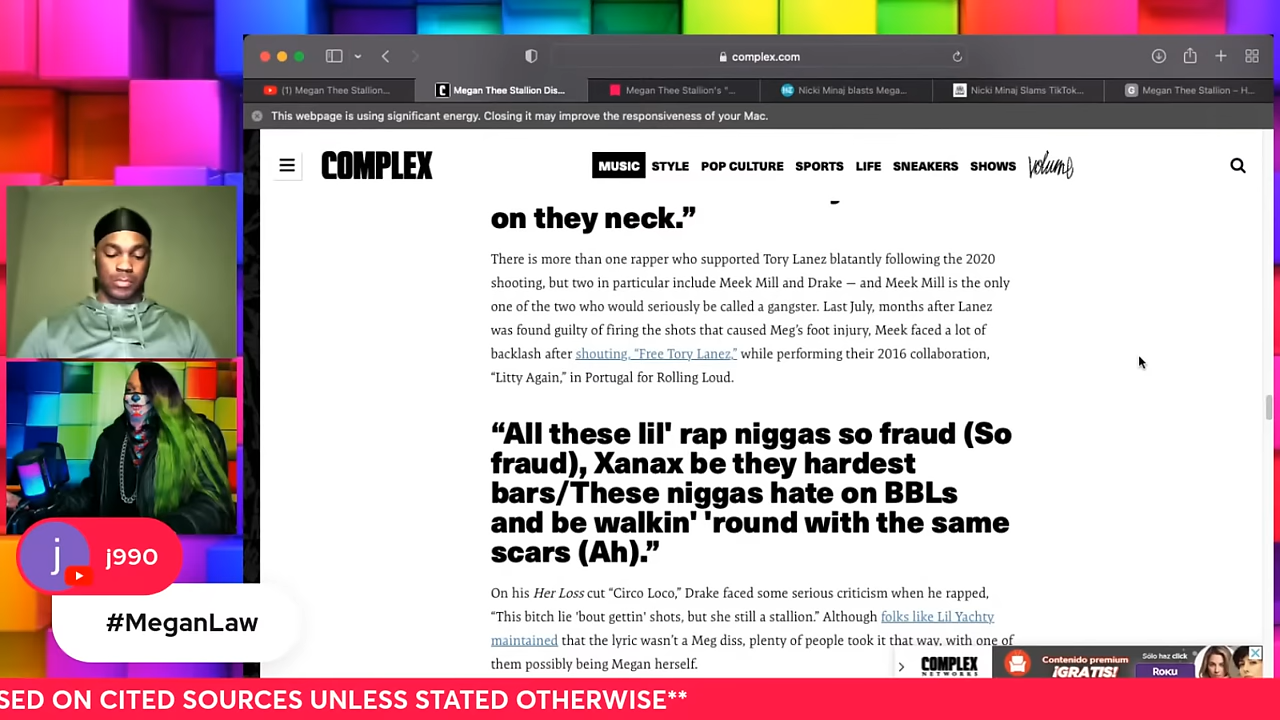 complex.com
(1) Megan Thee Stallion...
Megan Thee Stallion Dis...
Megan Thee Stallion's "...
Nicki Minaj blasts Mega...
Nicki Minaj Slams TikTok...
Megan Thee Stallion – H...
This webpage is using significant energy. Closing it may improve the responsiveness of your Mac.
COMPLEX
MUSIC STYLE POP CULTURE SPORTS LIFE SNEAKERS SHOWS Volume
on they neck.”
There is more than one rapper who supported Tory Lanez blatantly following the 2020
shooting, but two in particular include Meek Mill and Drake — and Meek Mill is the only
one of the two who would seriously be called a gangster. Last July, months after Lanez
was found guilty of firing the shots that caused Meg’s foot injury, Meek faced a lot of
backlash after shouting, “Free Tory Lanez,” while performing their 2016 collaboration,
“Litty Again,” in Portugal for Rolling Loud.
“All these lil' rap niggas so fraud (So
fraud), Xanax be they hardest
bars/These niggas hate on BBLs
and be walkin' 'round with the same
scars (Ah).”
On his Her Loss cut “Circo Loco,” Drake faced some serious criticism when he rapped,
“This bitch lie 'bout gettin' shots, but she still a stallion.” Although folks like Lil Yachty
maintained that the lyric wasn’t a Meg diss, plenty of people took it that way, with one of
them possibly being Megan herself.
COMPLEX
NETWORKS
Contenido premium
¡GRATIS!
Sólo haz click
Roku
j
j990
#MeganLaw
SED ON CITED SOURCES UNLESS STATED OTHERWISE**